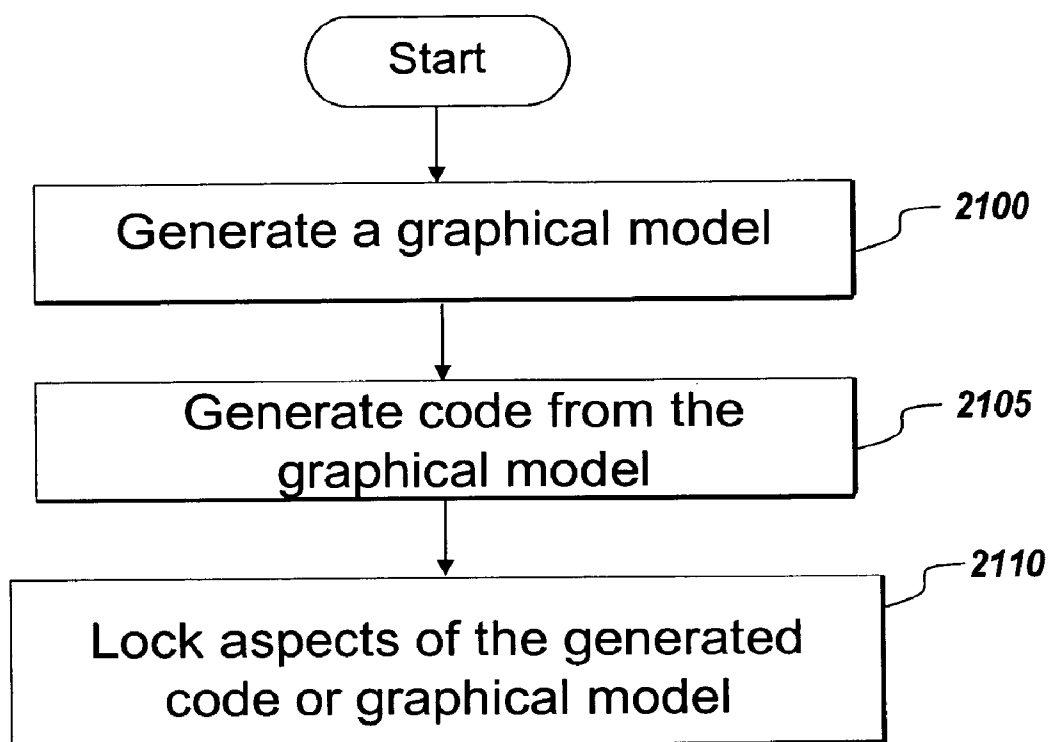 Start
Generate a graphical model
2100
Generate code from the
graphical model
2105
Lock aspects of the generated
code or graphical model
2110